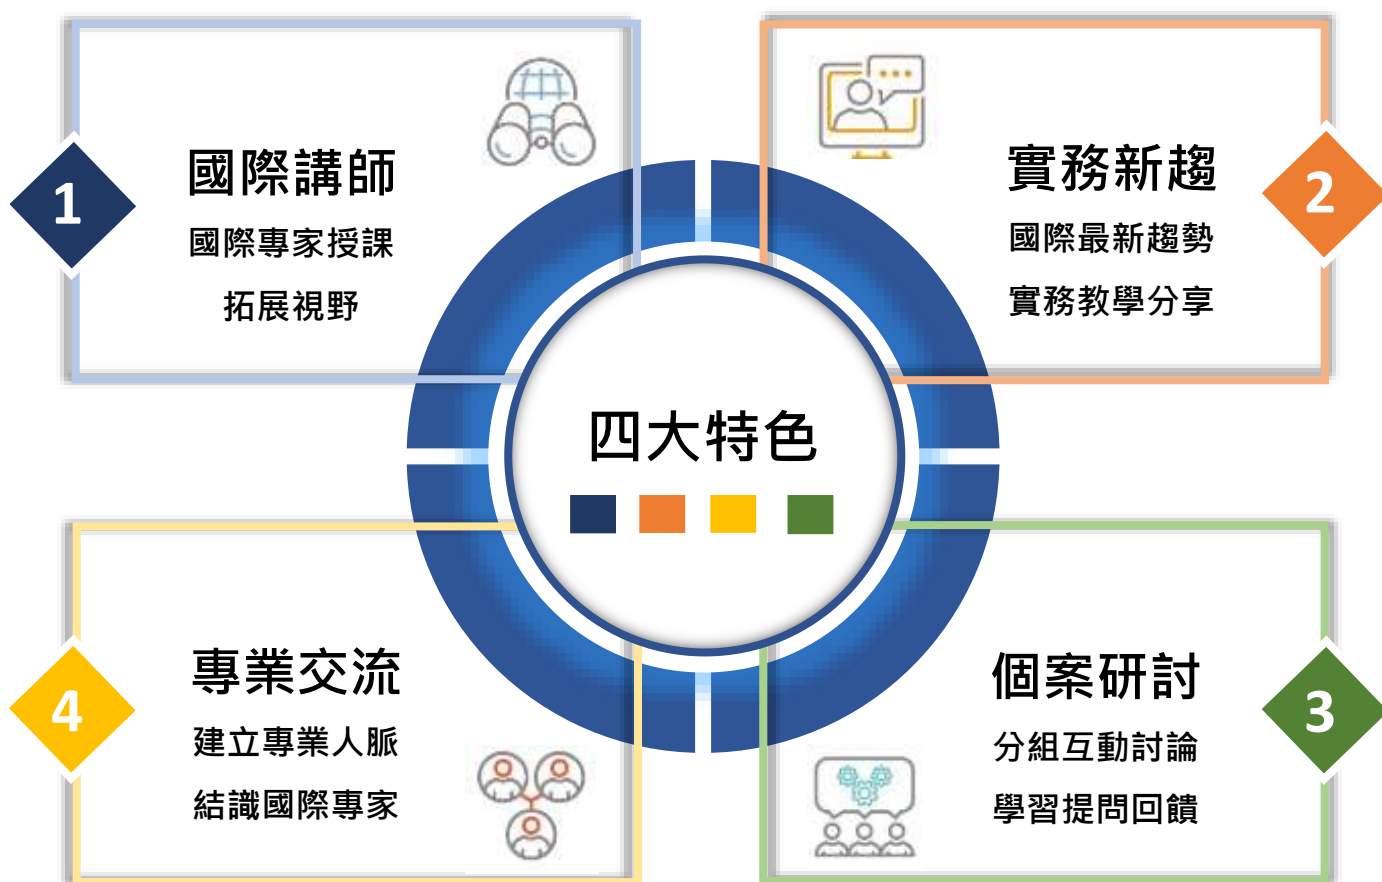 1
國際講師
國際專家授課
拓展視野
2
實務新趨
國際最新趨勢
實務教學分享
四大特色
3
個案研討
分組互動討論
學習提問回饋
4
專業交流
建立專業人脈
結識國際專家